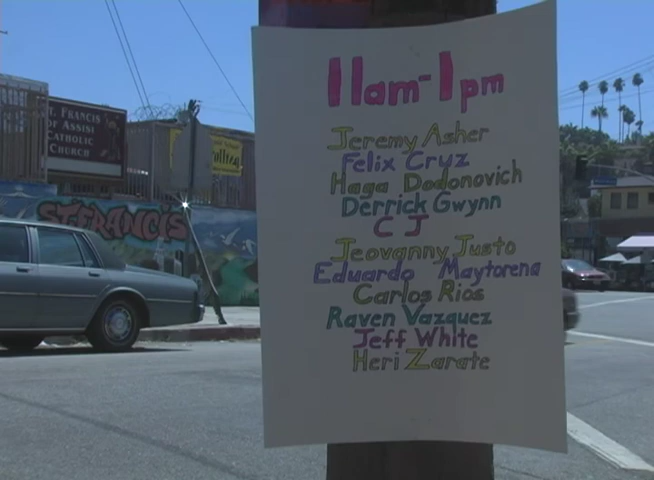 11am-1pm
Jeremy Asher
Felix Cruz
Haga Dodonovich
Derrick Gwynn
CJ
Jeovanny Justo
Eduardo Maytorena
Carlos Rios
Raven Vazquez
Jeff White
Heri Zarate
ST. FRANCIS
OF ASSISI
CATHOLIC
CHURCH
ST FRANCIS